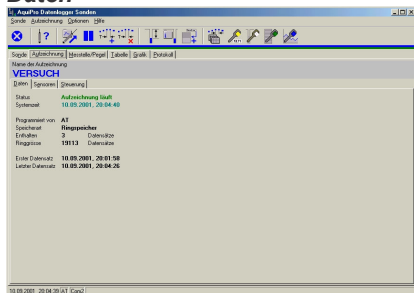 Daten
AquiPro Datenlogger Sonden
Sonde Aufzeichnung Optionen Hilfe
Sonde Aufzeichnung Messstelle/Pegel Tabelle Grafik Protokoll
Name der Aufzeichnung
VERSUCH
Daten Sensoren Steuerung
Status Aufzeichnung läuft
Systemzeit 10.09.2001, 20:04:40
Programmiert von AT
Speicherart Ringspeicher
Enthalten 3 Datensätze
Ringgrösse 19113 Datensätze
Erster Datensatz 10.09.2001, 20:01:58
Letzter Datensatz 10.09.2001, 20:04:26
10.09.2001 20:04:39 AT Com2